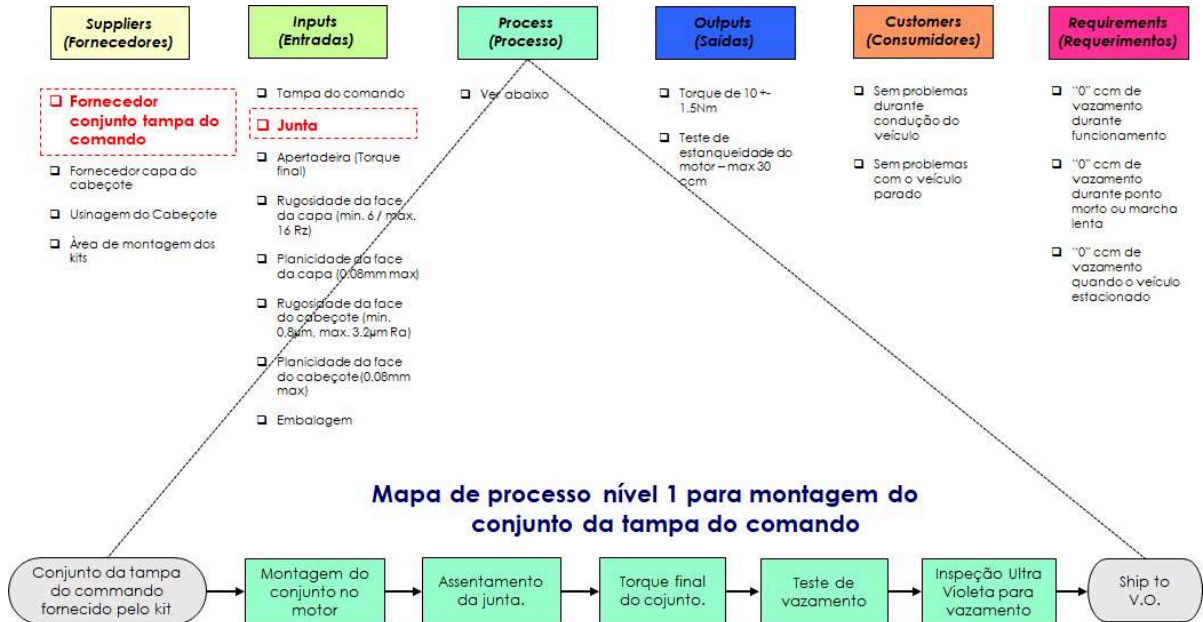 Suppliers
(Fornecedores)
Inputs
(Entradas)
Process
(Processo)
Outputs
(Saídas)
Customers
(Consumidores)
Requirements
(Requerimentos)
Fornecedor
conjunto tampa do
comando
Fornecedor capa do
cabeçote
Usinagem do Cabeçote
Àrea de montagem dos
kits
Tampa do comando
Junta
Apertadeira (Torque
final)
Rugosidade da face
da capa (min. 6 / max.
16 Rz)
Planicidade da face
da capa (0.08mm max)
Rugosidade da face
do cabeçote (min.
0.8µm, max. 3.2µm Ra)
Planicidade da face
do cabeçote(0.08mm
max)
Embalagem
Ver abaixo
Torque de 10 +-
1.5Nm
Teste de
estanqueidade do
motor – max 30
ccm
Sem problemas
durante
condução do
veículo
Sem problemas
com o veículo
parado
"0" ccm de
vazamento
durante
funcionamento
"0" ccm de
vazamento
durante ponto
morto ou marcha
lenta
"0" ccm de
vazamento
quando o veículo
estacionado
Mapa de processo nível 1 para montagem do
conjunto da tampa do comando
Conjunto da tampa
do commando
fornecido pelo kit
Montagem do
conjunto no
motor
Assentamento
da junta.
Torque final
do cojunto.
Teste de
vazamento
Inspeção Ultra
Violeta para
vazamento
Ship to
V.O.